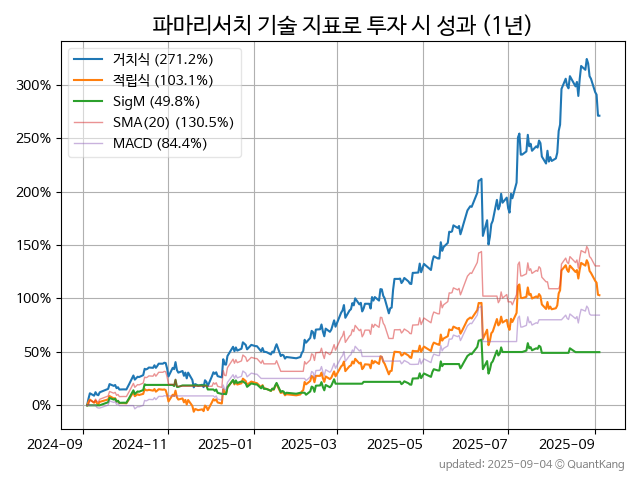 파마리서치 기술 지표로 투자 시 성과 (1년)
거치식 (271.2%)
적립식 (103.1%)
SigM (49.8%)
SMA(20) (130.5%)
MACD (84.4%)
300%
250%
200%
150%
100%
50%
0%
2024-09 2024-11 2025-01 2025-03 2025-05 2025-07 2025-09
updated: 2025-09-04 © QuantKang